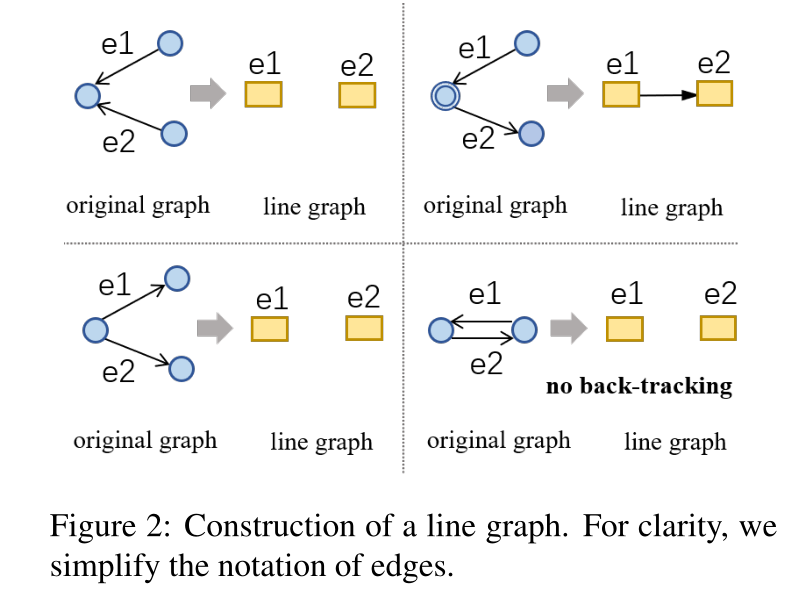 e1
e1 e2
e2
original graph line graph
e1
e1 e2
e2
original graph line graph
e1
e1 e2
e2
original graph line graph
e1
e1 e2
e2
no back-tracking
original graph line graph
Figure 2: Construction of a line graph. For clarity, we
simplify the notation of edges.